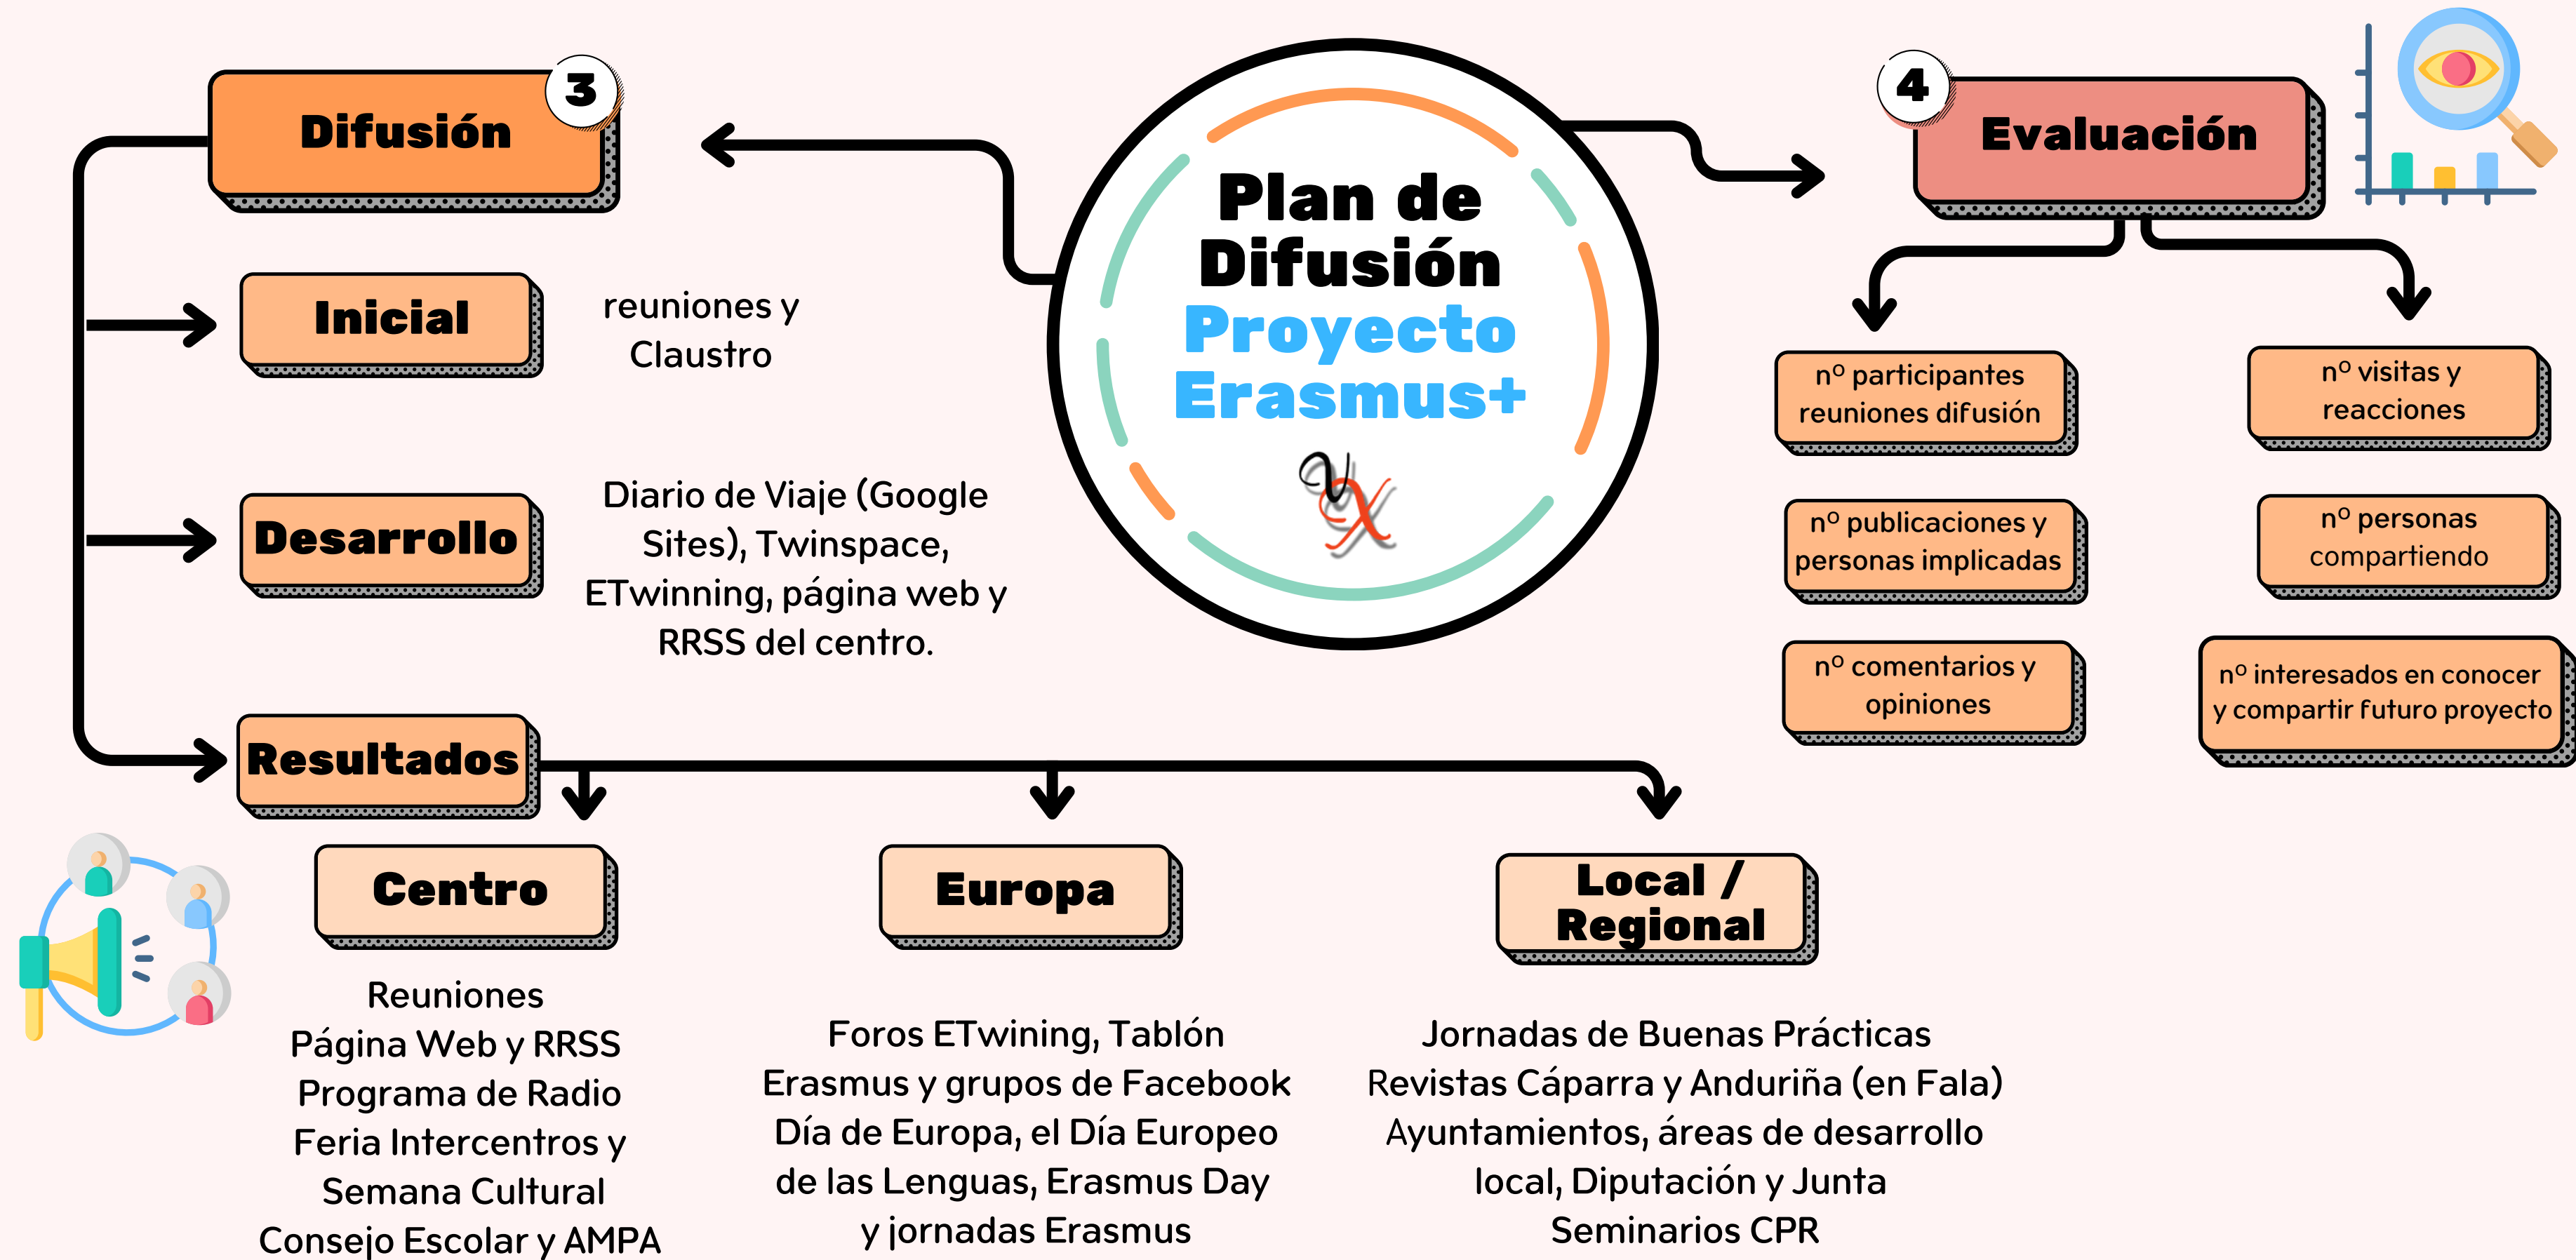 Plan de
Difusión
Proyecto
Erasmus+
VX
3
Difusión
Inicial
reuniones y
Claustro
Desarrollo
Diario de Viaje (Google
Sites), Twinspace,
ETwinning, página web y
RRSS del centro.
Resultados
Centro
Reuniones
Página Web y RRSS
Programa de Radio
Feria Intercentros y
Semana Cultural
Consejo Escolar y AMPA
Europa
Foros ETwining, Tablón
Erasmus y grupos de Facebook
Día de Europa, el Día Europeo
de las Lenguas, Erasmus Day
y jornadas Erasmus
Local /
Regional
Jornadas de Buenas Prácticas
Revistas Cáparra y Anduriña (en Fala)
Ayuntamientos, áreas de desarrollo
local, Diputación y Junta
Seminarios CPR
4
Evaluación
nº participantes
reuniones difusión
nº publicaciones y
personas implicadas
nº comentarios y
opiniones
nº visitas y
reacciones
nº personas
compartiendo
nº interesados en conocer
y compartir futuro proyecto